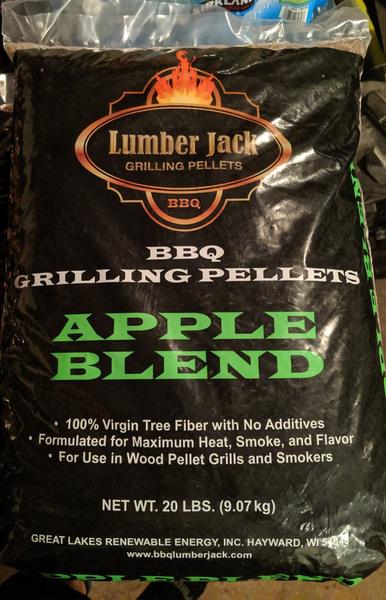 Lumber Jack
GRILLING PELLETS
BBQ
BBQ
GRILLING PELLETS
APPLE
BLEND
• 100% Virgin Tree Fiber with No Additives
• Formulated for Maximum Heat, Smoke, and Flavor
• For Use in Wood Pellet Grills and Smokers
NET WT. 20 LBS. (9.07 kg)
GREAT LAKES RENEWABLE ENERGY, INC. HAYWARD, WI
www.bbqlumberjack.com
APPLE BLEND